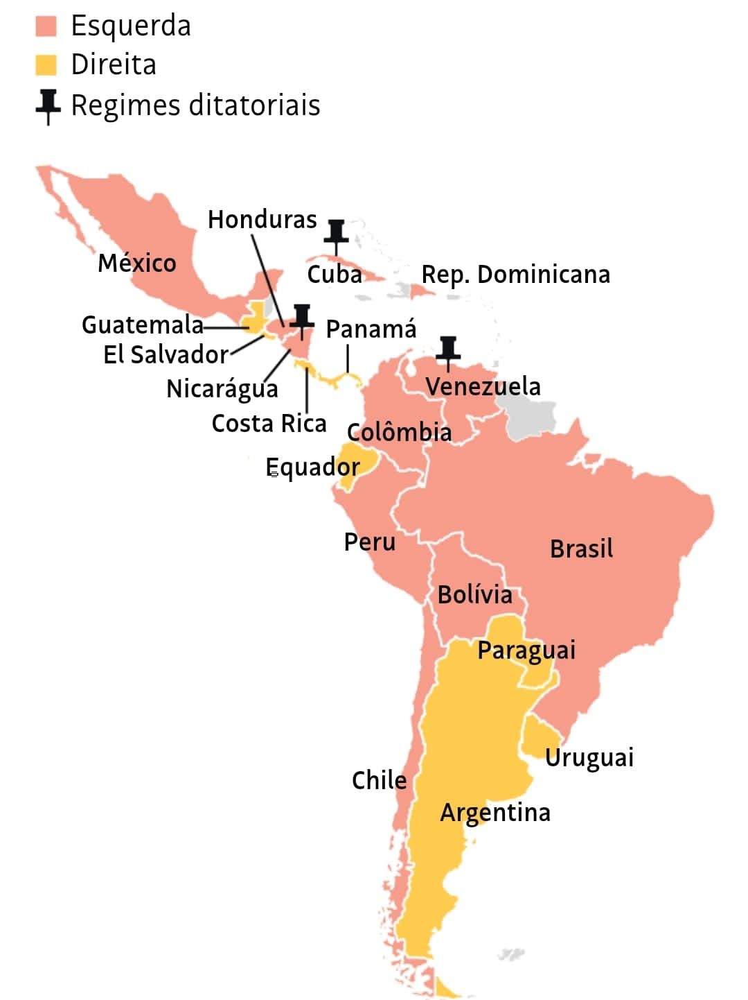 Esquerda
Direita
Regimes ditatoriais
Honduras
México
Cuba
Rep. Dominicana
Guatemala
Panamá
El Salvador
Nicarágua
Venezuela
Costa Rica
Colômbia
Equador
Peru
Brasil
Bolívia
Paraguai
Uruguai
Chile
Argentina